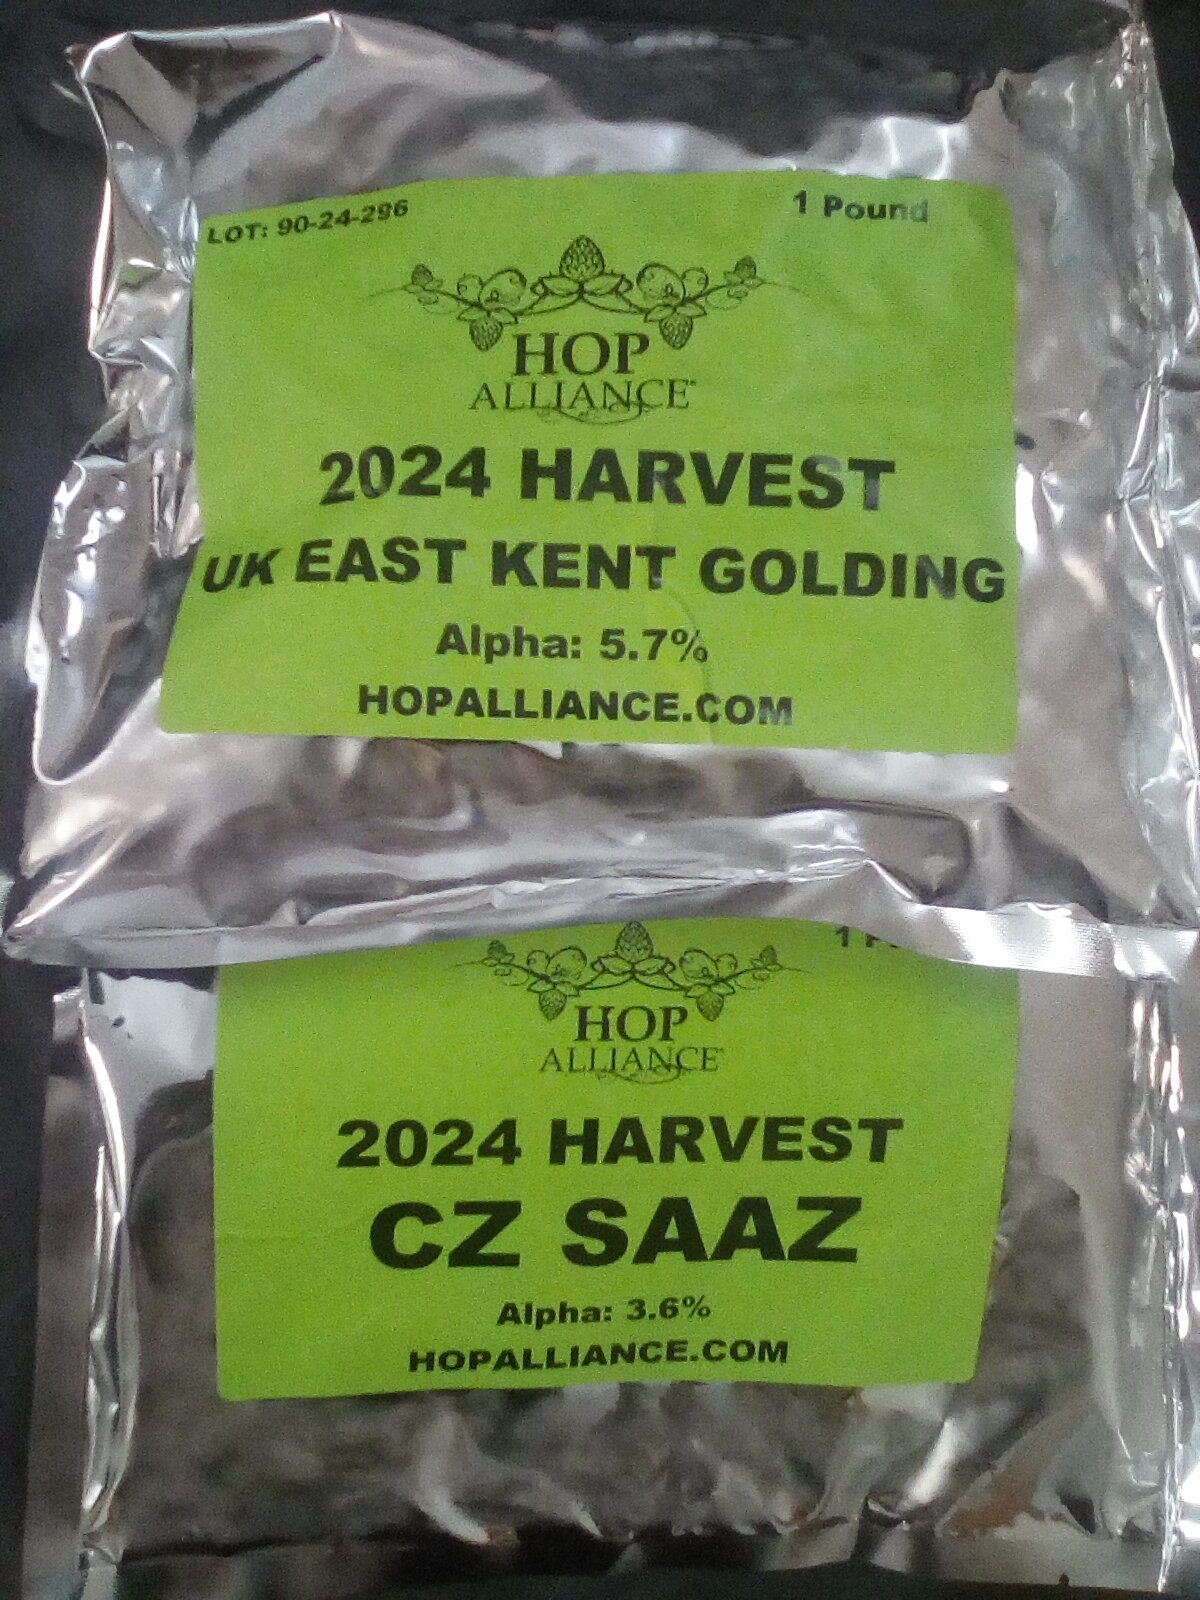 LOT: 90-24-296
1 Pound
HOP
ALLIANCE
2024 HARVEST
UK EAST KENT GOLDING
Alpha: 5.7%
HOPALLIANCE.COM
1
HOP
ALLIANCE
2024 HARVEST
CZ SAAZ
Alpha: 3.6%
HOPALLIANCE.COM